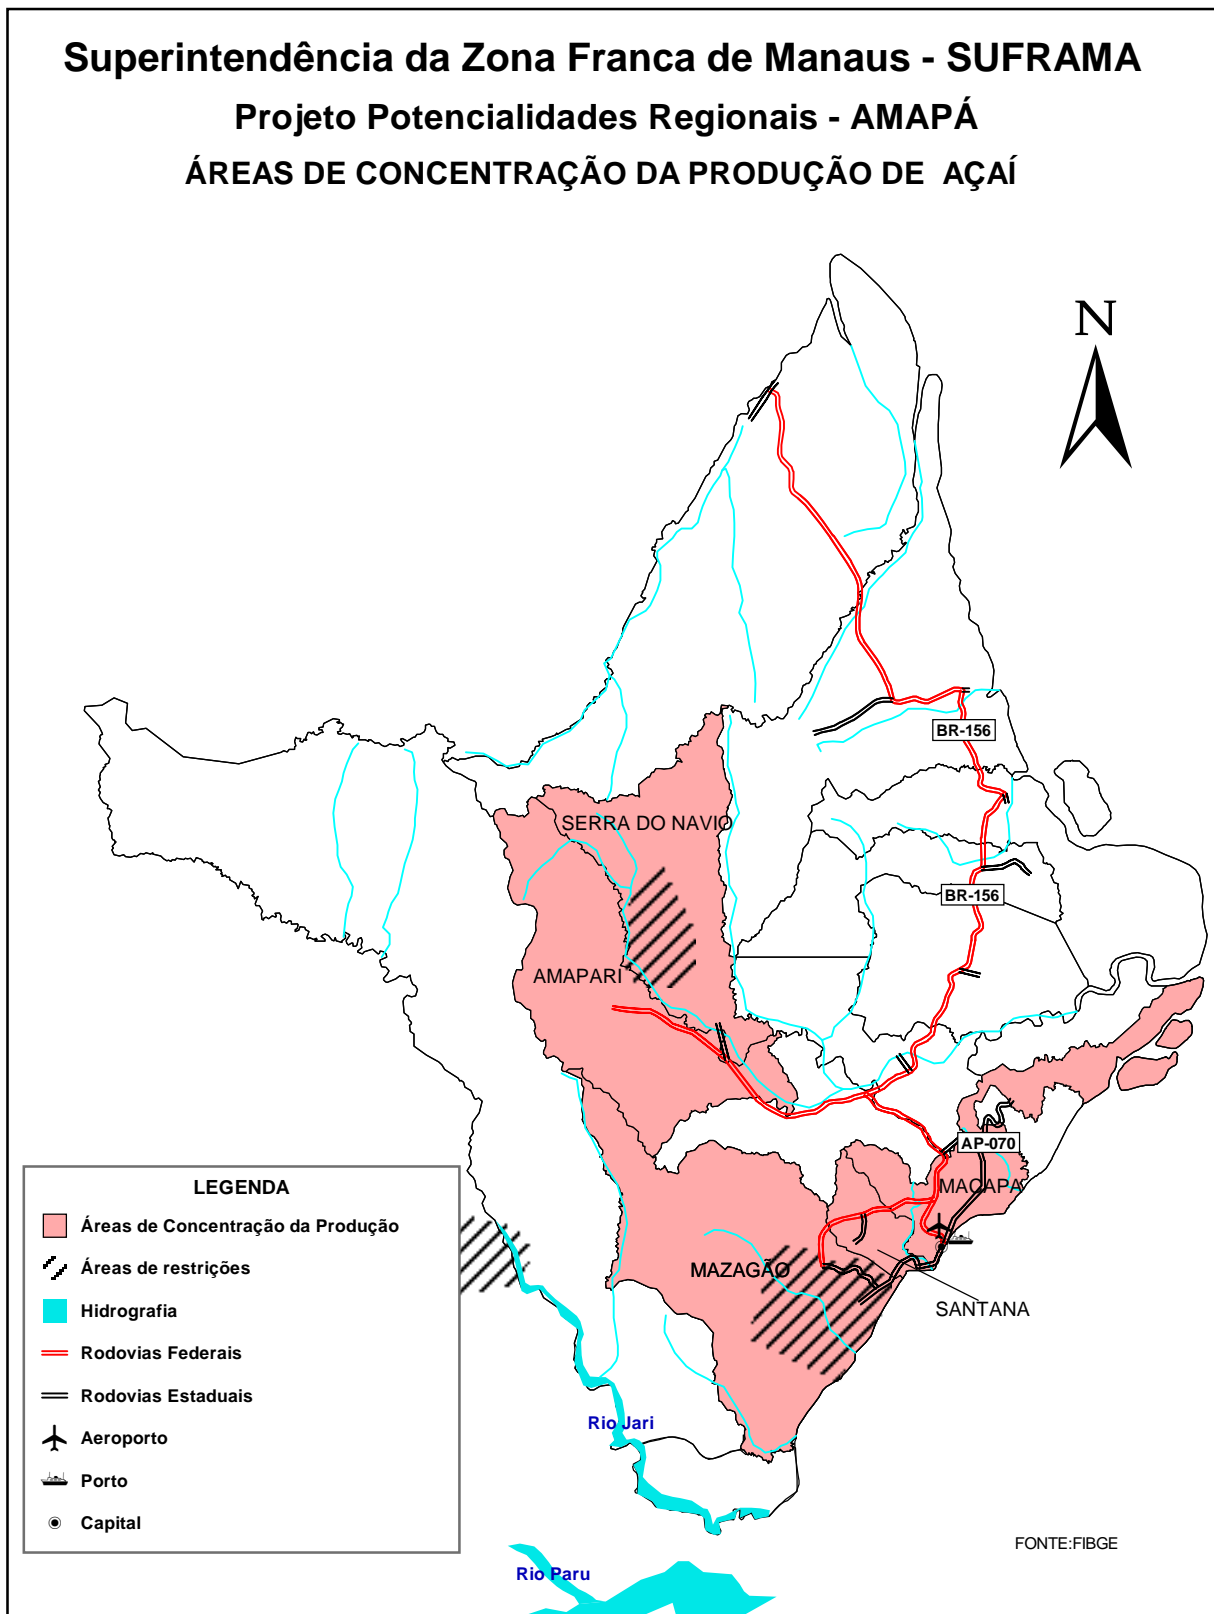 Superintendência da Zona Franca de Manaus - SUFRAMA
Projeto Potencialidades Regionais - AMAPÁ
ÁREAS DE CONCENTRAÇÃO DA PRODUÇÃO DE AÇAÍ
N
BR-156
SERRA DO NAVIO
BR-156
AMAPARI
AP-070
MACAPA
MAZAGÃO
SANTANA
LEGENDA
Áreas de Concentração da Produção
Áreas de restrições
Hidrografia
Rodovias Federais
Rodovias Estaduais
Aeroporto
Porto
Capital
Rio Jari
Rio Paru
FONTE:FIBGE